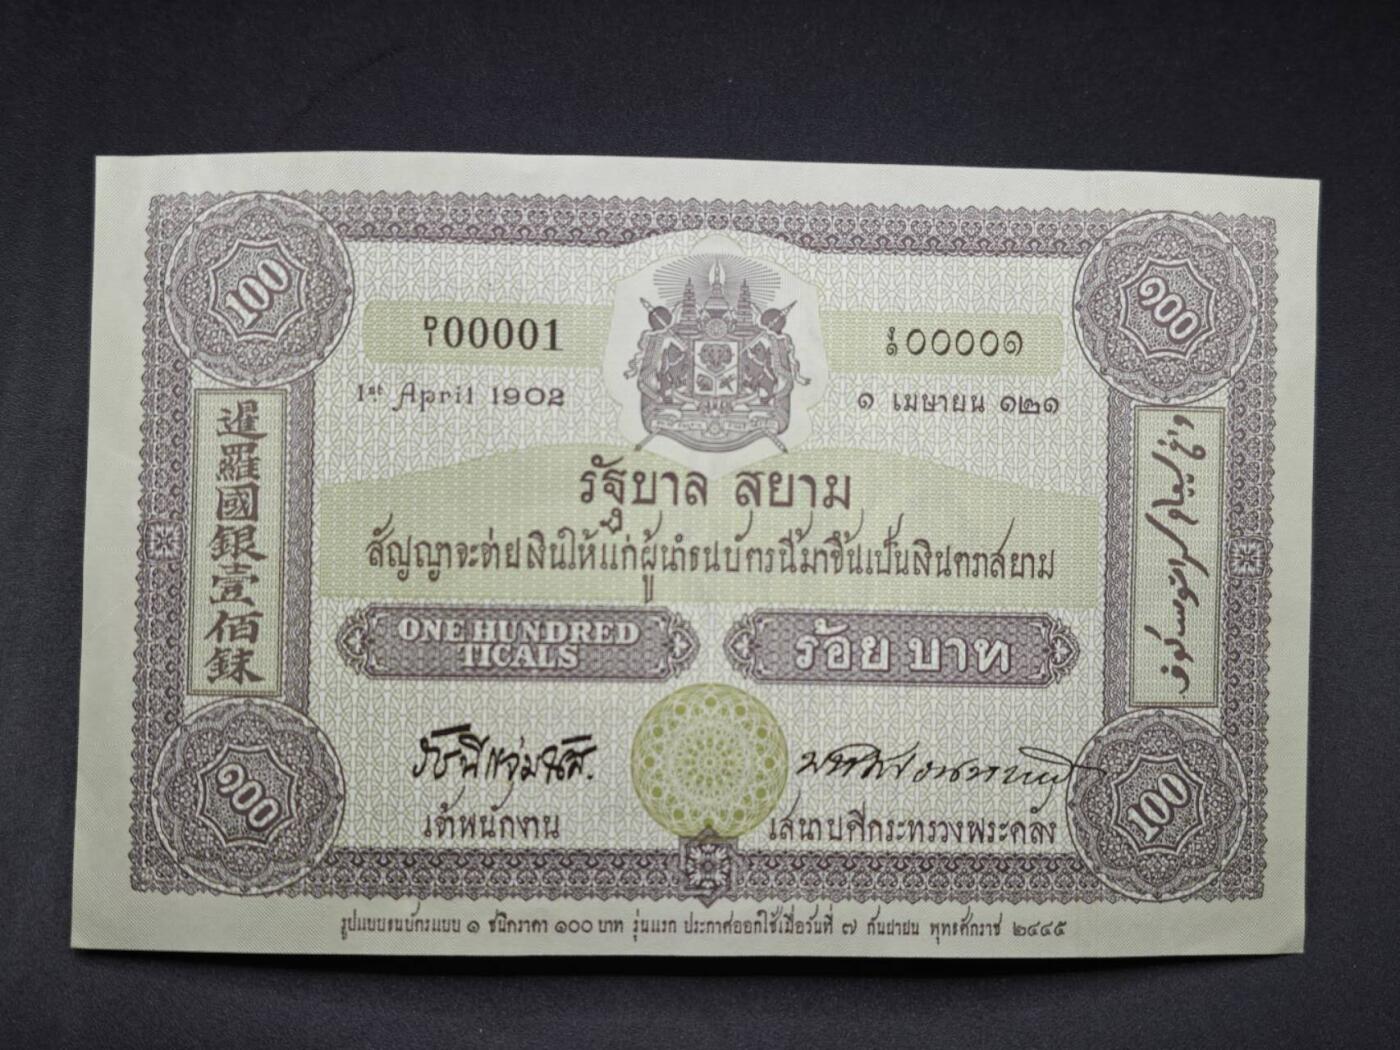 100
๑๐๐
ป/1 00001
ป/๑ ๐๐๐๐๑
1st April 1902
๑ เมษายน ๑๒๑
暹羅國銀壹佰銖
รัฐบาล สยาม
สัญญาจะจ่ายเงินให้แก่ผู้นำธนบัตรนี้มาขึ้นเป็นเงินตราสยาม
ONE HUNDRED
TICALS
ร้อย บาท
เจ้าพนักงาน
เสนาบดีกระทรวงพระคลัง
๑๐๐
100
รูปแบบธนบัตรแบบ ๑ ชนิดราคา ๑๐๐ บาท รุ่นแรก ประกาศออกใช้เมื่อวันที่ ๗ กันยายน พุทธศักราช ๒๔๔๕